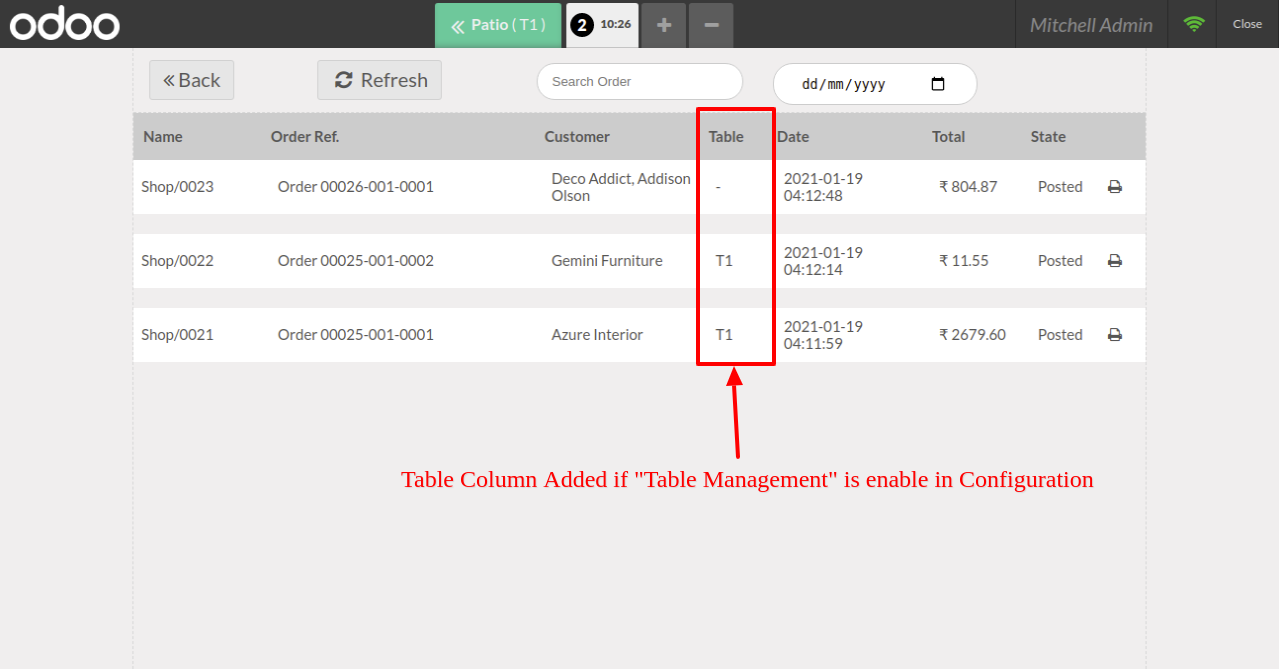 odoo
Patio ( T1 )
2 10:26
Mitchell Admin
Close
Back
Refresh
Search Order
dd/mm/yyyy
Name Order Ref. Customer Table Date Total State
Shop/0023 Order 00026-001-0001 Deco Addict, Addison Olson - 2021-01-19 04:12:48 ₹ 804.87 Posted
Shop/0022 Order 00025-001-0002 Gemini Furniture T1 2021-01-19 04:12:14 ₹ 11.55 Posted
Shop/0021 Order 00025-001-0001 Azure Interior T1 2021-01-19 04:11:59 ₹ 2679.60 Posted
Table Column Added if "Table Management" is enable in Configuration